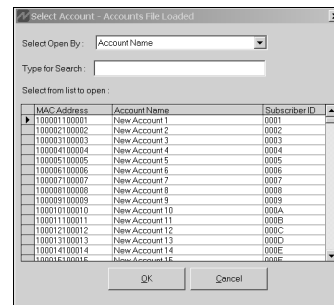 Select Account - Accounts File Loaded
Select Open By : Account Name
Type for Search :
Select from list to open :
MAC Address Account Name Subscriber ID
100001100001 New Account 1 0001
100002100002 New Account 2 0002
100003100003 New Account 3 0003
100004100004 New Account 4 0004
100005100005 New Account 5 0005
100006100006 New Account 6 0006
100007100007 New Account 7 0007
100008100008 New Account 8 0008
100009100009 New Account 9 0009
100010100010 New Account 10 000A
100011100011 New Account 11 000B
100012100012 New Account 12 000C
100013100013 New Account 13 000D
100014100014 New Account 14 000E
100015100015 New Account 15 000F
OK Cancel